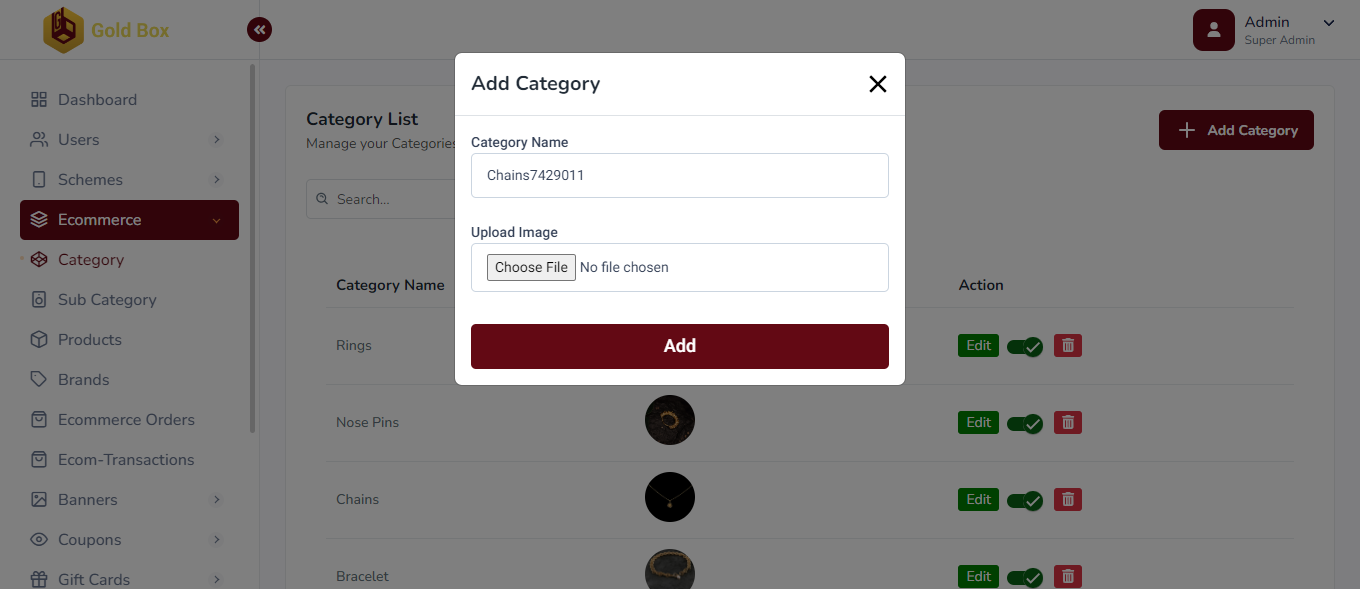 Gold Box
Admin
Super Admin
Dashboard
Users
Schemes
Ecommerce
Category
Sub Category
Products
Brands
Ecommerce Orders
Ecom-Transactions
Banners
Coupons
Gift Cards
Category List
Manage your Categories
Add Category
Search...
Category Name
Action
Rings
Edit
Nose Pins
Edit
Chains
Edit
Bracelet
Edit
Add Category
Category Name
Chains7429011
Upload Image
Choose File No file chosen
Add